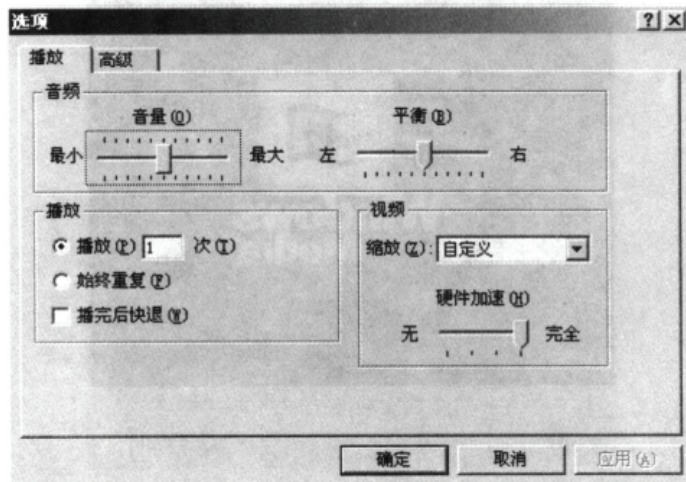 选项
播放 高级
音频
音量(O) 平衡(B)
最小 最大 左 右
播放 视频
播放(P) 1 次(T) 缩放(Z): 自定义
始终重复(F)
硬件加速(H)
播完后快退(W)
无 完全
确定 取消 应用(A)